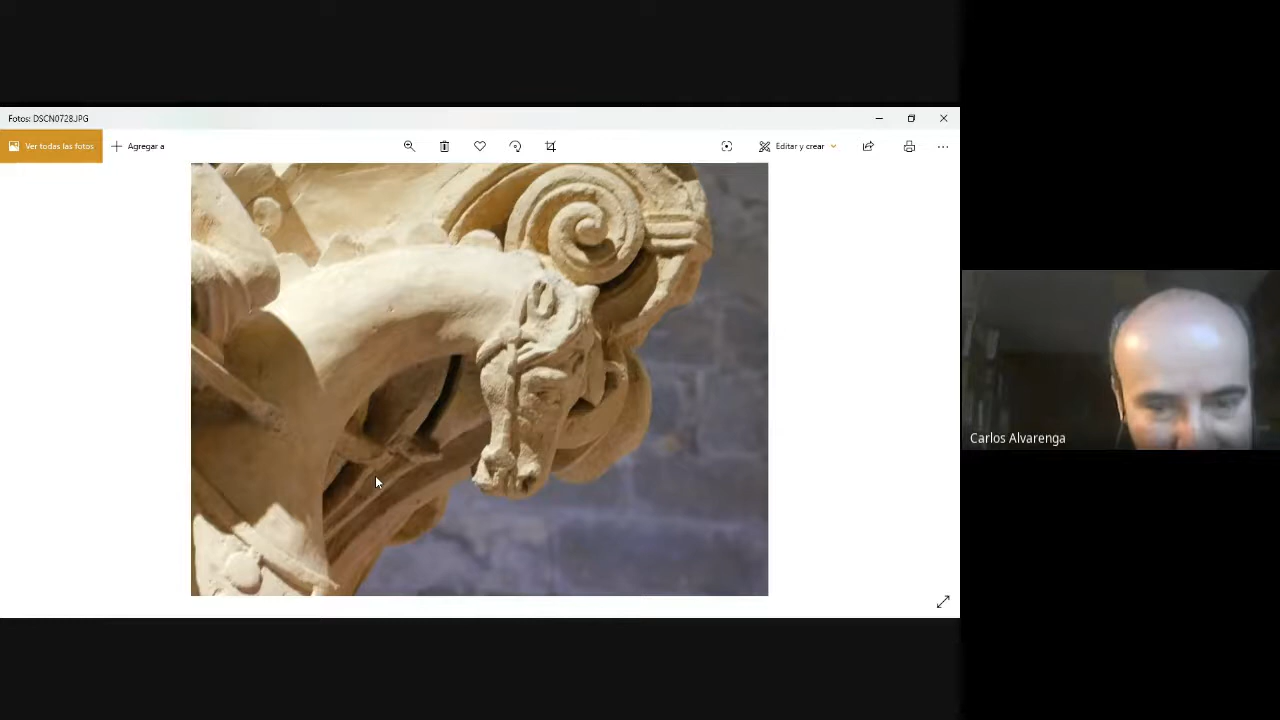 Fotos: DSCN0728.JPG
Ver todas las fotos
Agregar a
Editar y crear
Carlos Alvarenga